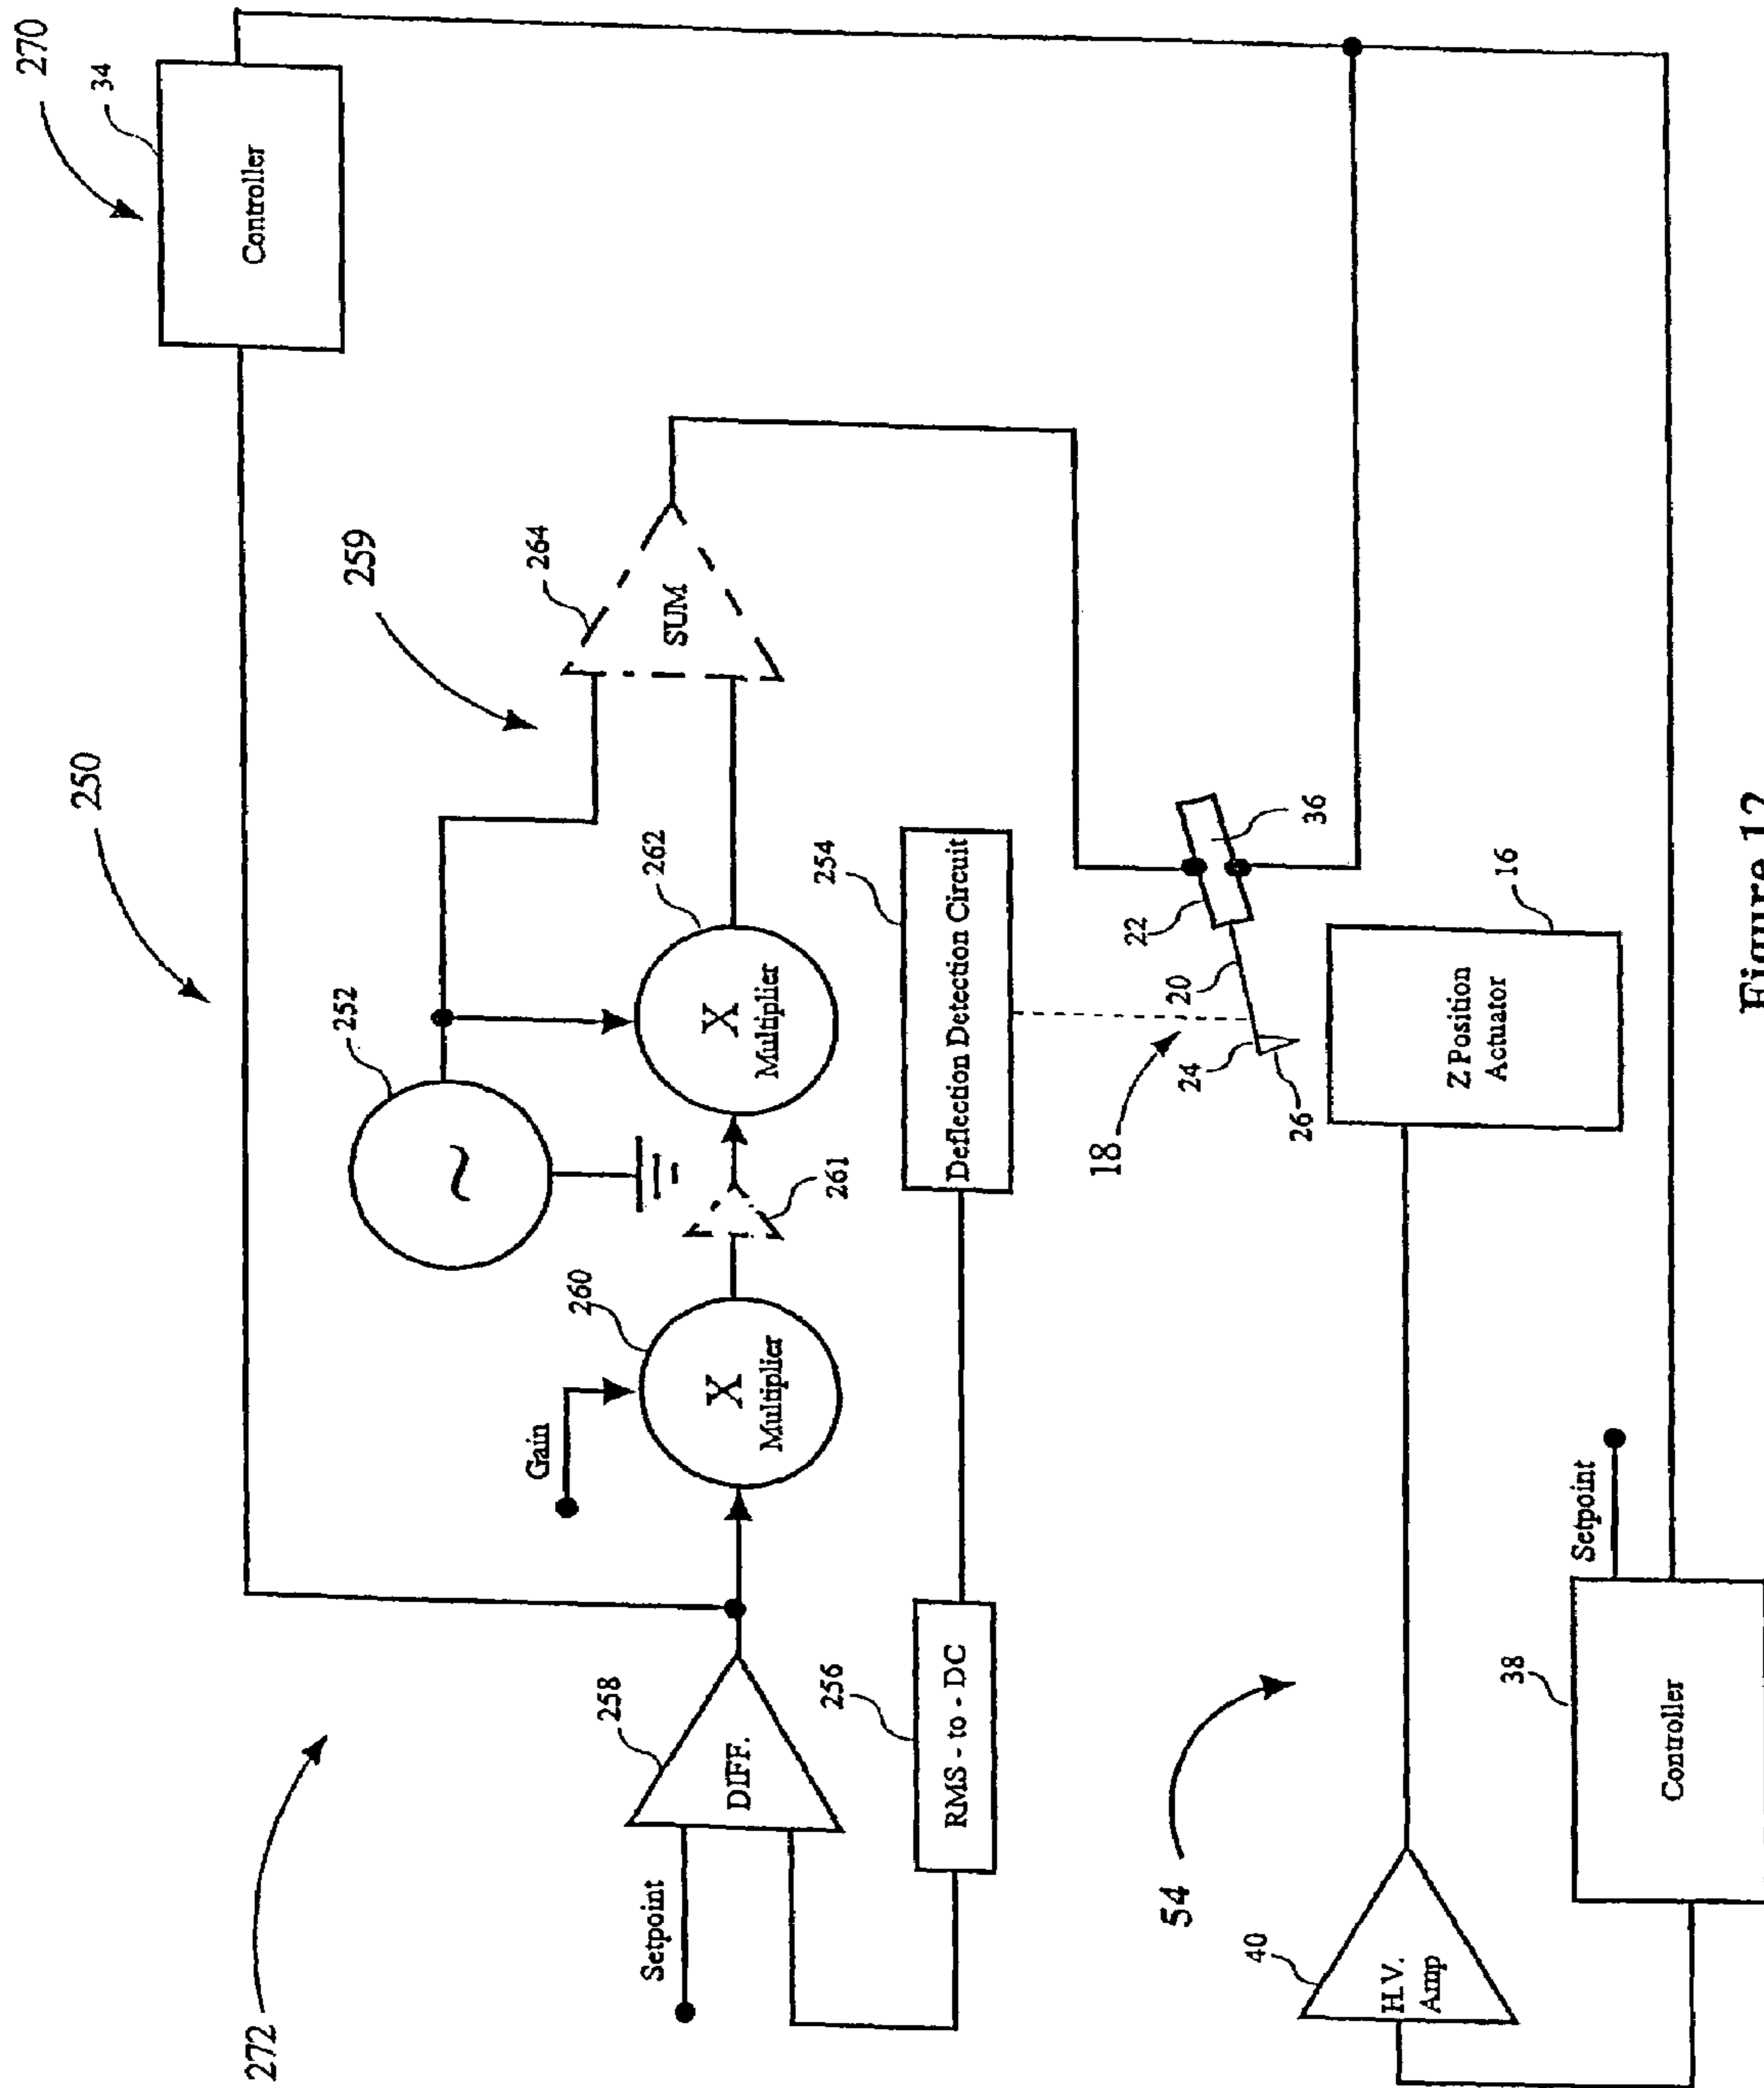 272
250
270
34
Controller
259
264
SUM
252
~
262
X
Multiplier
261
260
X
Multiplier
Gain
258
DIFF.
Setpoint
256
RMS - to - DC
254
Deflection Detection Circuit
18
20
22
24
26
36
16
Z Position
Actuator
54
40
H.V.
Amp
Setpoint
38
Controller
Figure 12